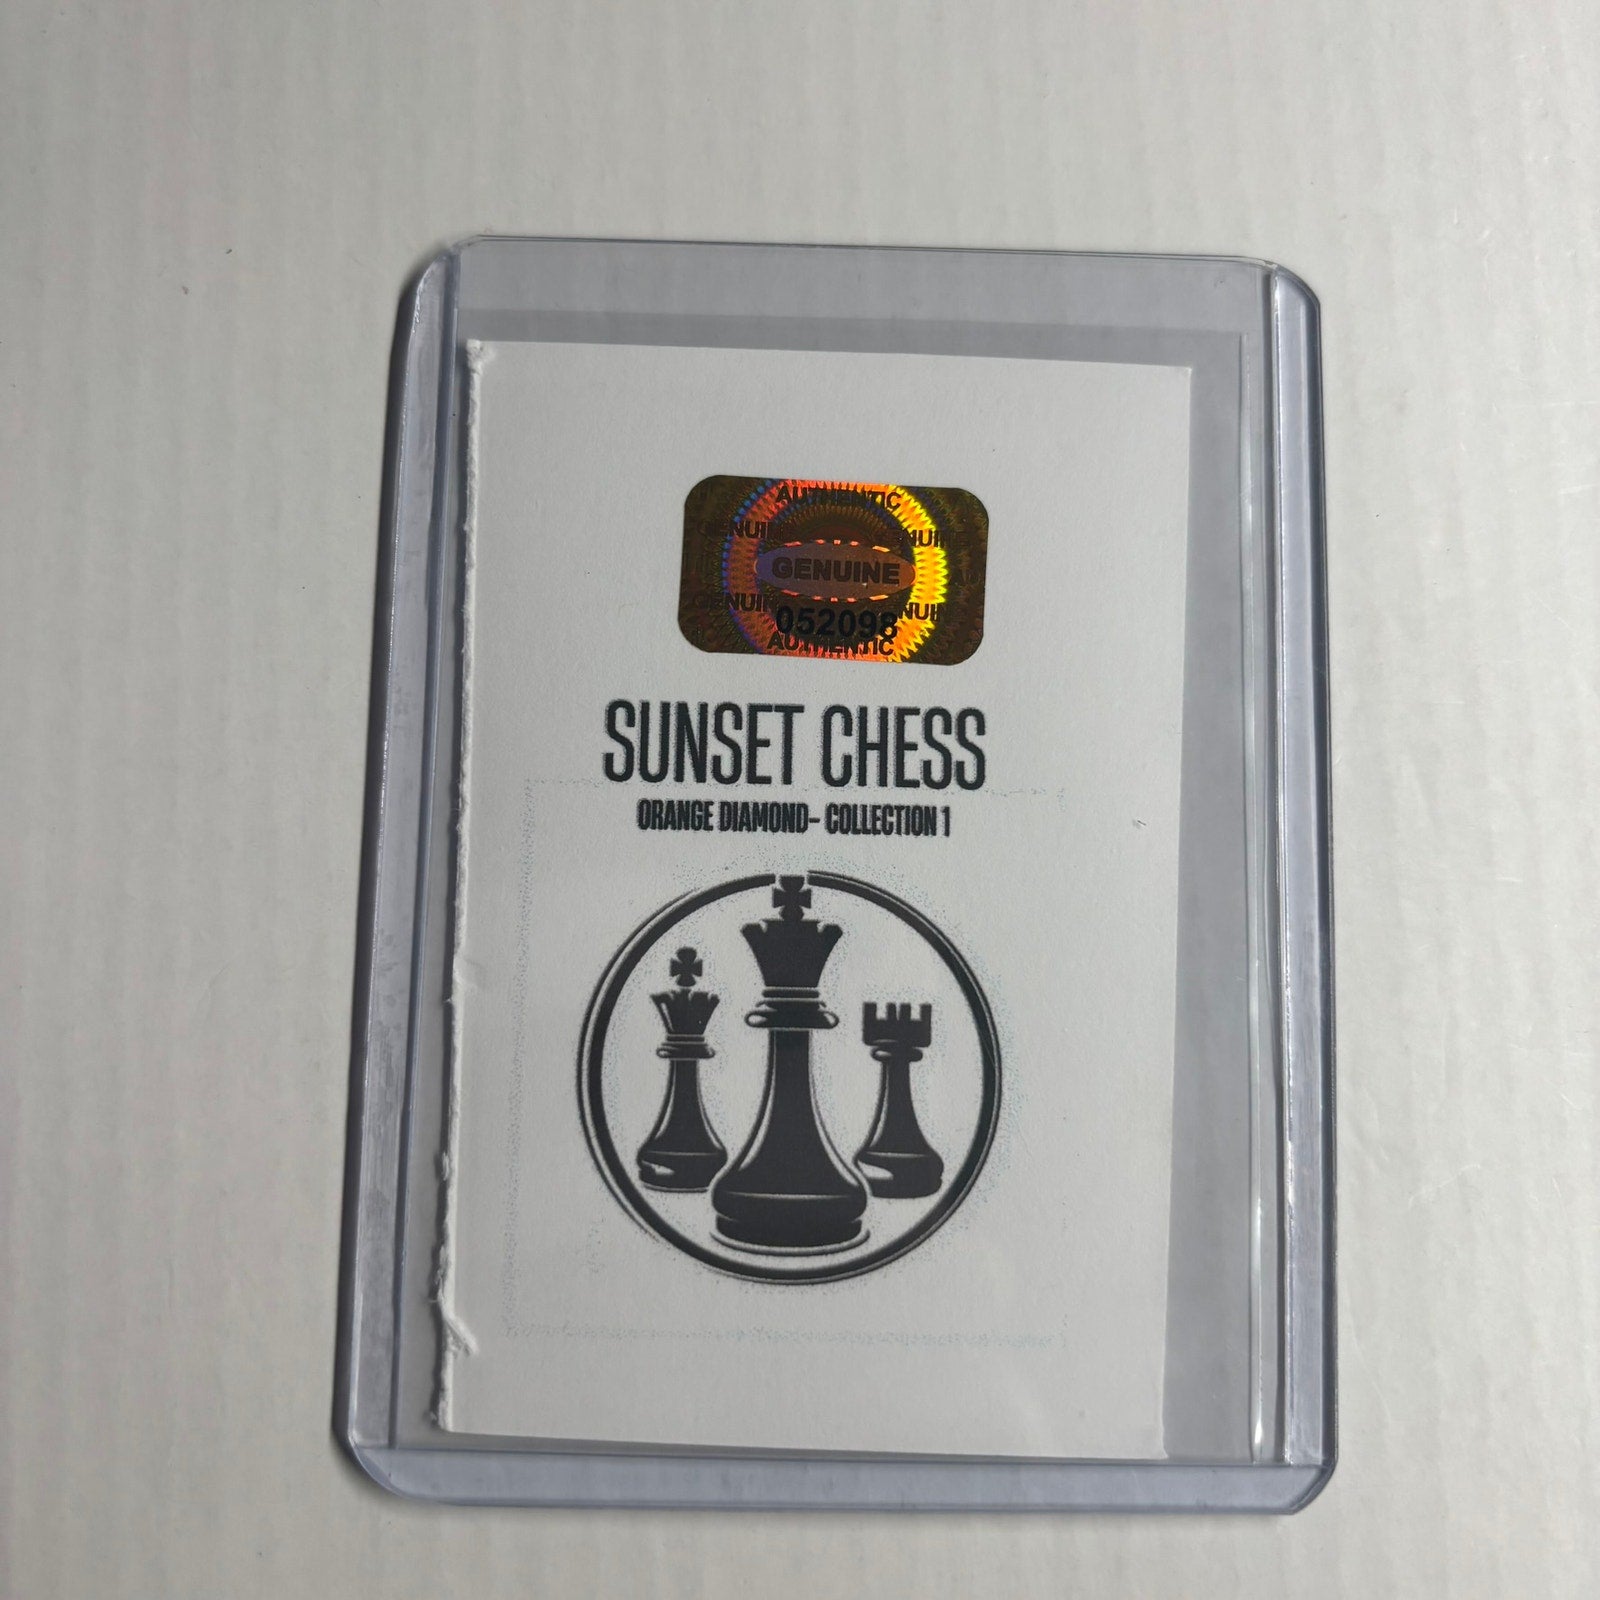 AUTHENTIC
GENUINE
052098
AUTHENTIC
SUNSET CHESS
ORANGE DIAMOND- COLLECTION 1